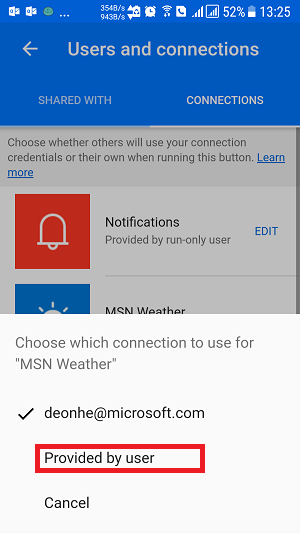 354B/s
943B/s
52% 13:25
Users and connections
SHARED WITH
CONNECTIONS
Choose whether others will use your connection
credentials or their own when running this button. Learn
more
Notifications
Provided by run-only user
EDIT
MSN Weather
Choose which connection to use for
"MSN Weather"
deonhe@microsoft.com
Provided by user
Cancel